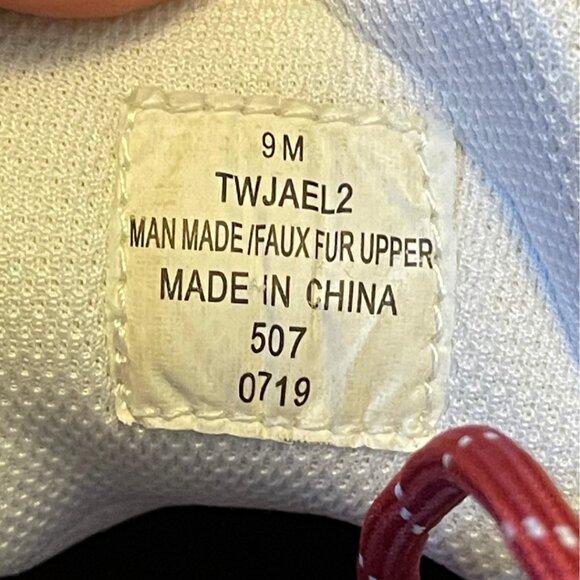 9 M
TWJAEL2
MAN MADE/FAUX FUR UPPER
MADE IN CHINA
507
0719